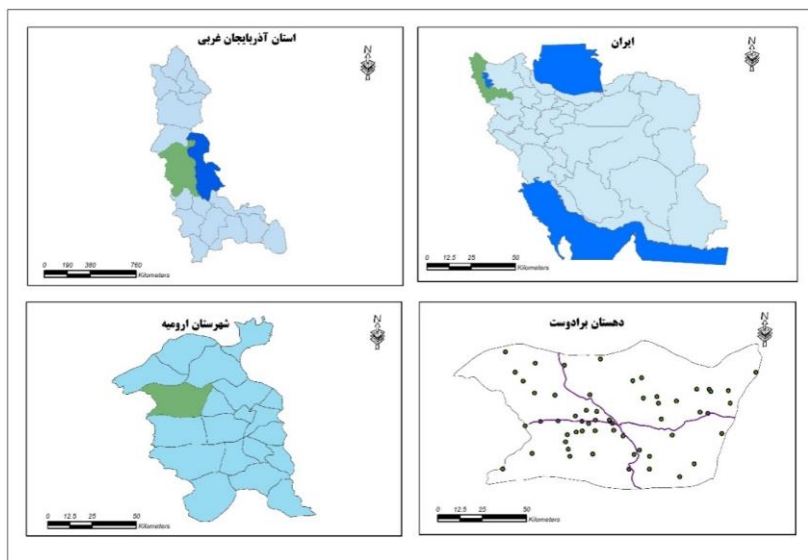 ایران
N
0 12.5 25 50
Kilometers
استان آذربایجان غربی
N
0 190 380 760
Kilometers
دهستان برادوست
N
0 12.5 25 50
Kilometers
شهرستان ارومیه
N
0 12.5 25 50
Kilometers